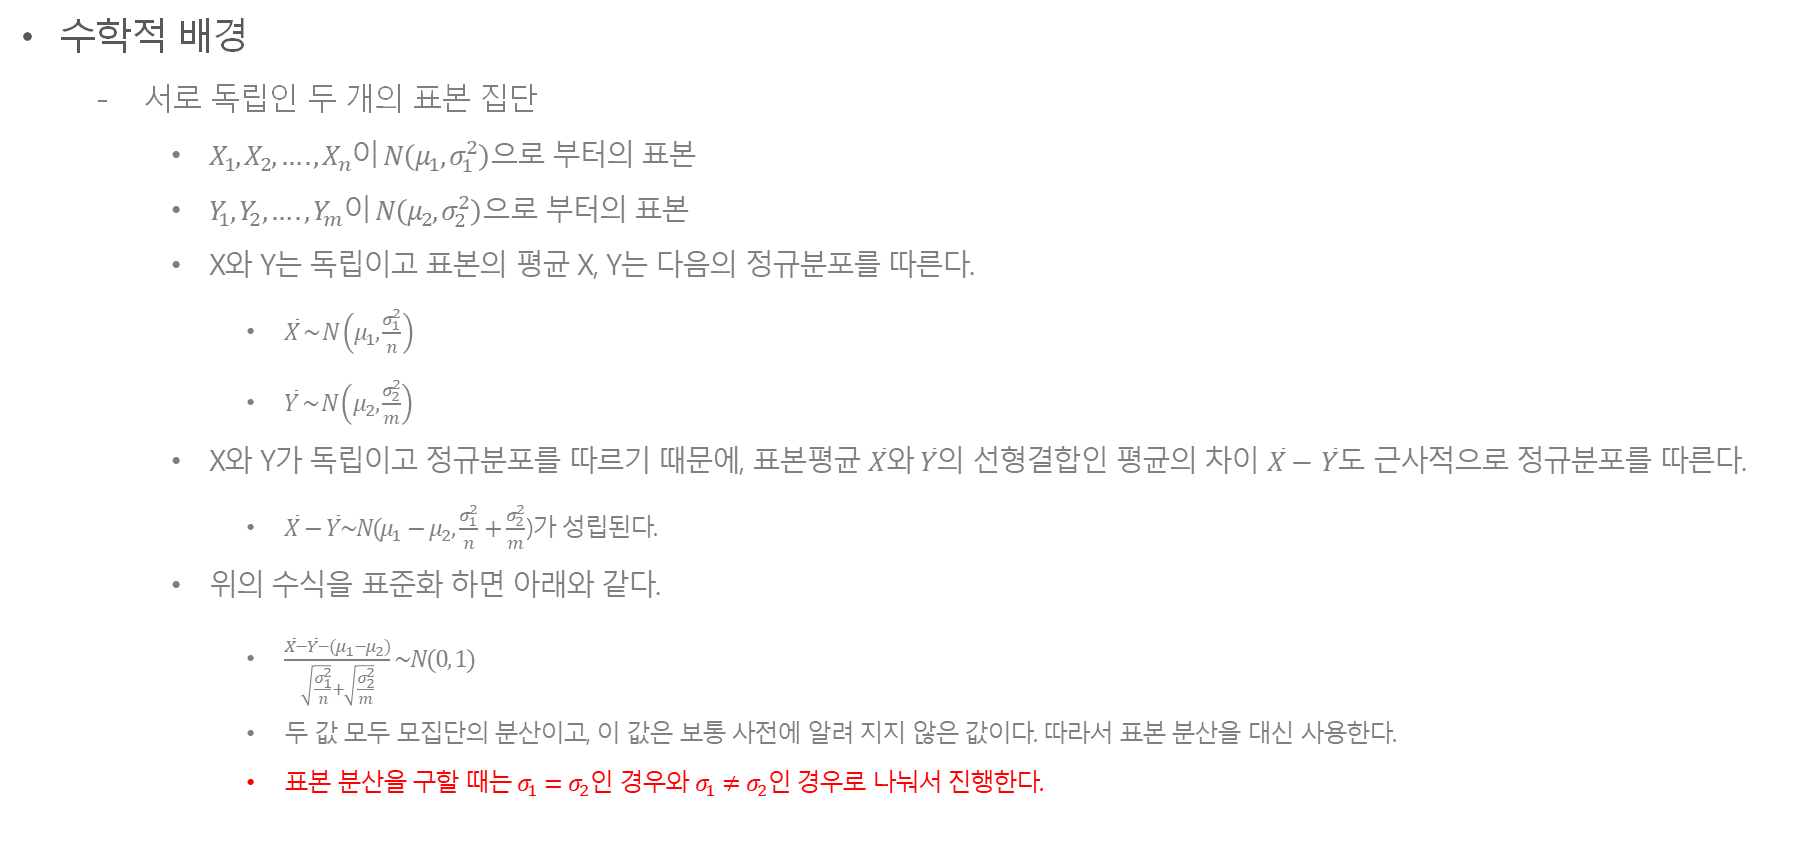 • 수학적 배경
- 서로 독립인 두 개의 표본 집단
• X₁, X₂, …., Xₙ이 N(μ₁, σ₁²)으로 부터의 표본
• Y₁, Y₂, …., Yₘ이 N(μ₂, σ₂²)으로 부터의 표본
• X와 Y는 독립이고 표본의 평균 X, Y는 다음의 정규분포를 따른다.
• X̄ ~ N(μ₁, σ₁²/n)
• Ȳ ~ N(μ₂, σ₂²/m)
• X와 Y가 독립이고 정규분포를 따르기 때문에, 표본평균 X̄와 Ȳ의 선형결합인 평균의 차이 X̄ − Ȳ도 근사적으로 정규분포를 따른다.
• X̄ − Ȳ~N(μ₁ − μ₂, σ₁²/n + σ₂²/m)가 성립된다.
• 위의 수식을 표준화 하면 아래와 같다.
• (X̄−Ȳ−(μ₁−μ₂))/(√(σ₁²/n)+√(σ₂²/m)) ~N(0, 1)
• 두 값 모두 모집단의 분산이고, 이 값은 보통 사전에 알려 지지 않은 값이다. 따라서 표본 분산을 대신 사용한다.
• 표본 분산을 구할 때는 σ₁ = σ₂인 경우와 σ₁ ≠ σ₂인 경우로 나눠서 진행한다.